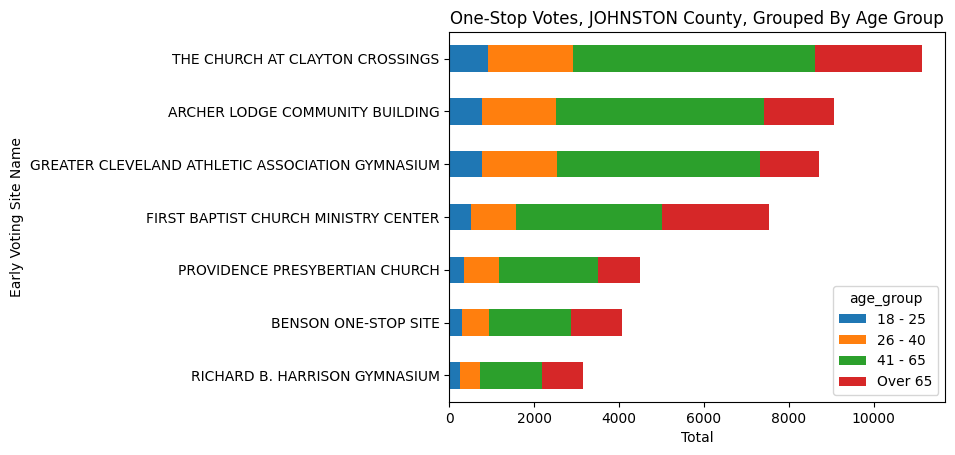 One-Stop Votes, JOHNSTON County, Grouped By Age Group
Early Voting Site Name
THE CHURCH AT CLAYTON CROSSINGS
ARCHER LODGE COMMUNITY BUILDING
GREATER CLEVELAND ATHLETIC ASSOCIATION GYMNASIUM
FIRST BAPTIST CHURCH MINISTRY CENTER
PROVIDENCE PRESYBERTIAN CHURCH
BENSON ONE-STOP SITE
RICHARD B. HARRISON GYMNASIUM
age_group
18 - 25
26 - 40
41 - 65
Over 65
0 2000 4000 6000 8000 10000
Total